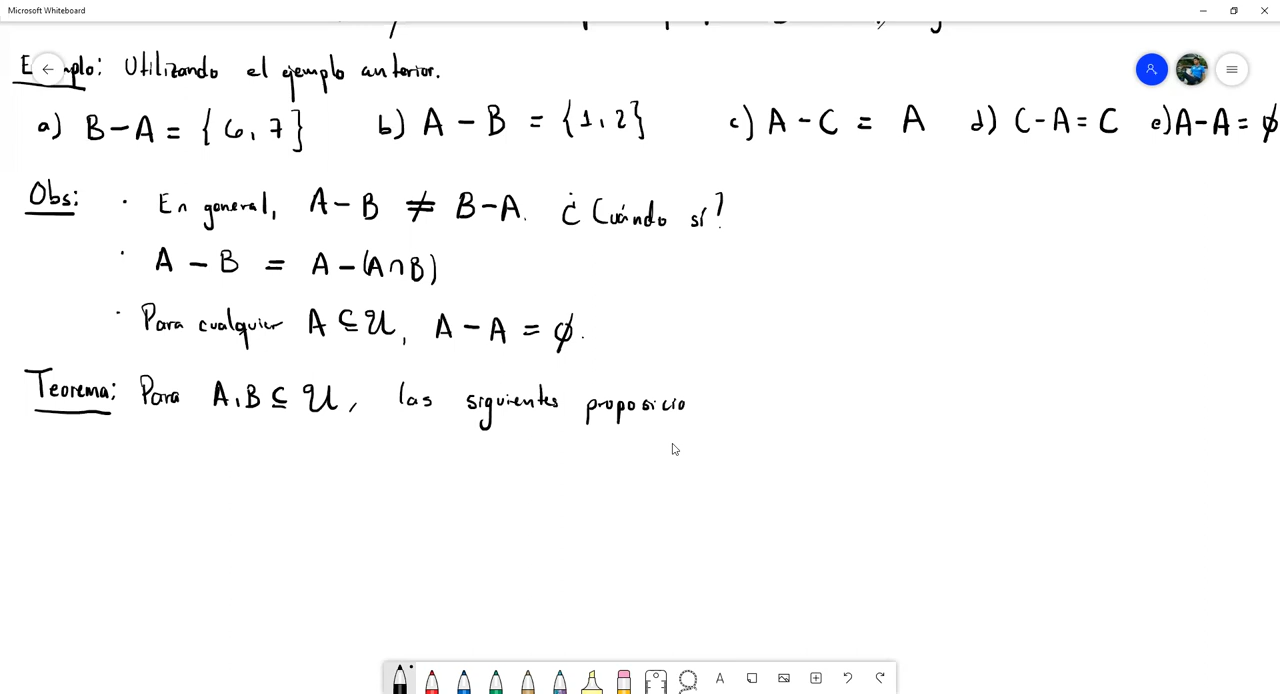 Microsoft Whiteboard
Ejemplo: Utilizando el ejemplo anterior.
a) B-A = {6,7} b) A-B = {1,2} c) A-C = A d) C-A = C e) A-A = ∅
Obs: · En general, A-B ≠ B-A. ¿Cuándo sí?
· A-B = A-(A∩B)
· Para cualquier A⊆U, A-A = ∅.
Teorema: Para A,B⊆U, las siguientes proposicio
A